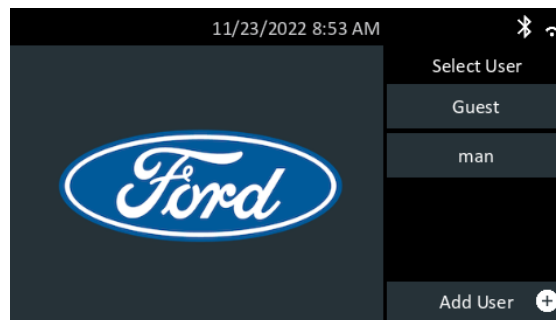 11/23/2022 8:53 AM
Select User
Guest
man
Ford
Add User